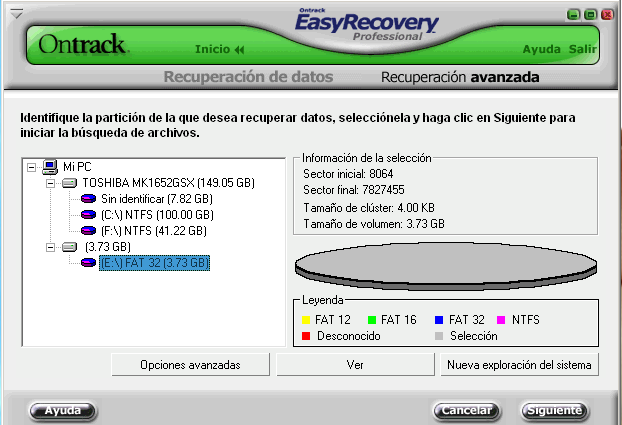 Ontrack
EasyRecovery
Professional
Ontrack
Inicio
Ayuda Salir
Recuperación de datos Recuperación avanzada
Identifique la partición de la que desea recuperar datos, selecciónela y haga clic en Siguiente para
iniciar la búsqueda de archivos.
Mi PC
TOSHIBA MK1652GSX (149.05 GB)
Sin identificar (7.82 GB)
(C:\) NTFS (100.00 GB)
(F:\) NTFS (41.22 GB)
(3.73 GB)
(E:\) FAT 32 (3.73 GB)
Información de la selección
Sector inicial: 8064
Sector final: 7827455
Tamaño de clúster: 4.00 KB
Tamaño de volumen: 3.73 GB
Leyenda
FAT 12 FAT 16 FAT 32 NTFS
Desconocido Selección
Opciones avanzadas Ver Nueva exploración del sistema
Ayuda Cancelar Siguiente